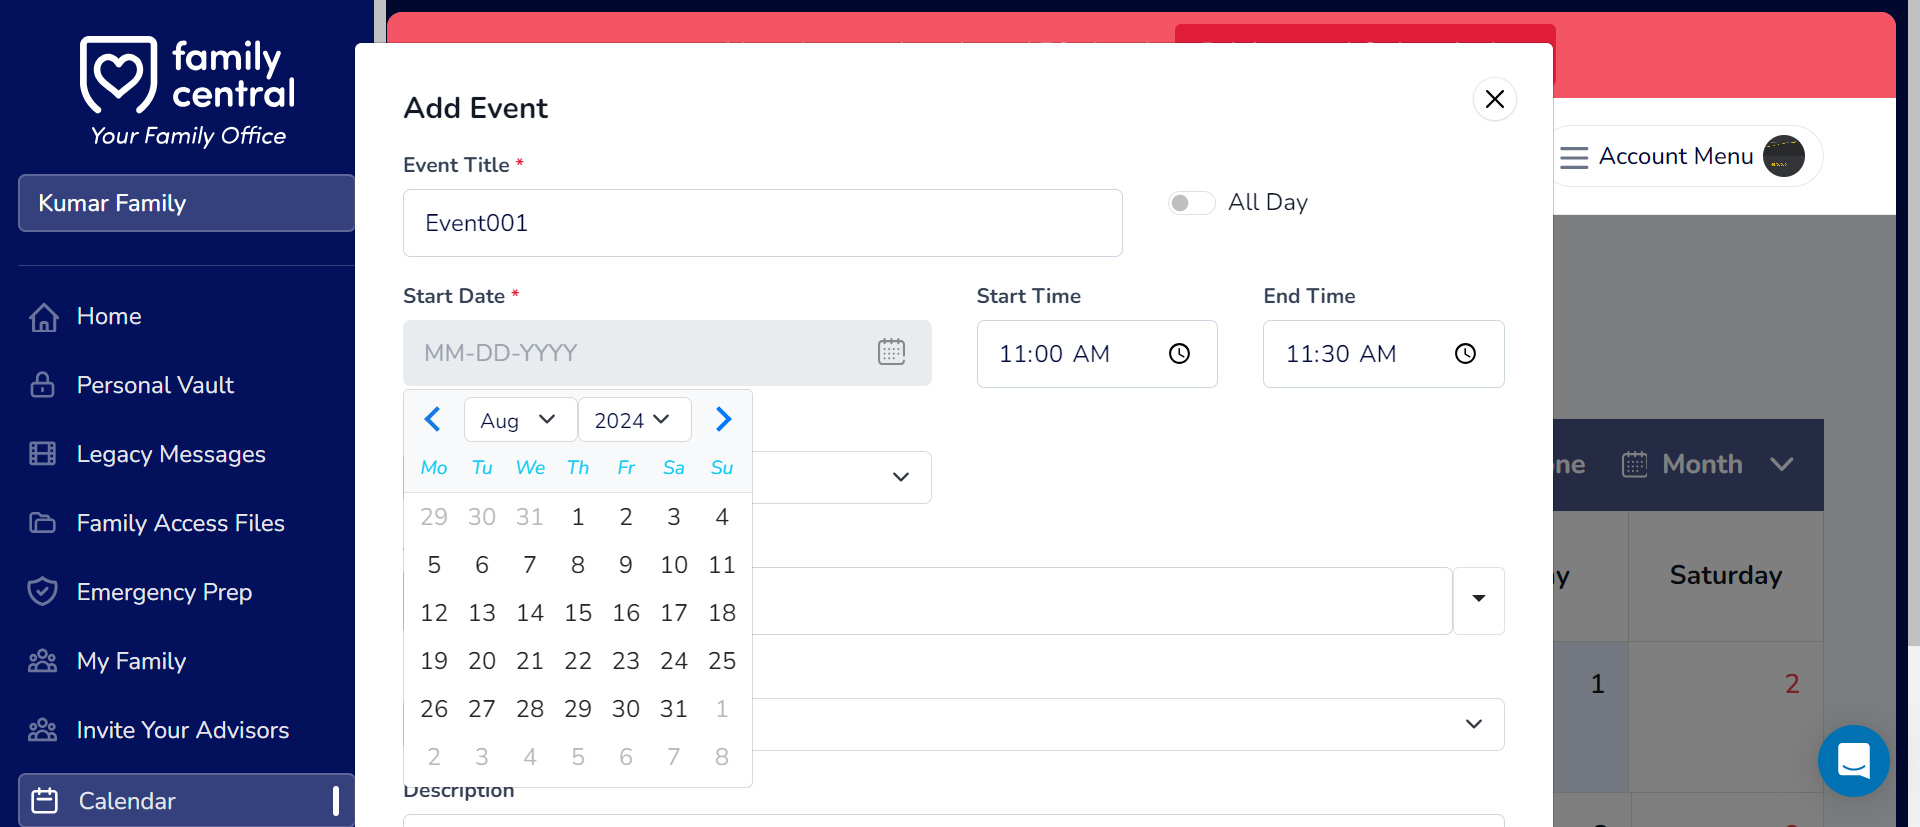 family
central
Your Family Office
Kumar Family
Home
Personal Vault
Legacy Messages
Family Access Files
Emergency Prep
My Family
Invite Your Advisors
Calendar
Add Event
Event Title *
Event001
All Day
Start Date *
Start Time
End Time
MM-DD-YYYY
11:00 AM
11:30 AM
Aug
2024
Mo Tu We Th Fr Sa Su
29 30 31 1 2 3 4
5 6 7 8 9 10 11
12 13 14 15 16 17 18
19 20 21 22 23 24 25
26 27 28 29 30 31 1
2 3 4 5 6 7 8
Description
Account Menu
Month
Saturday
1
2